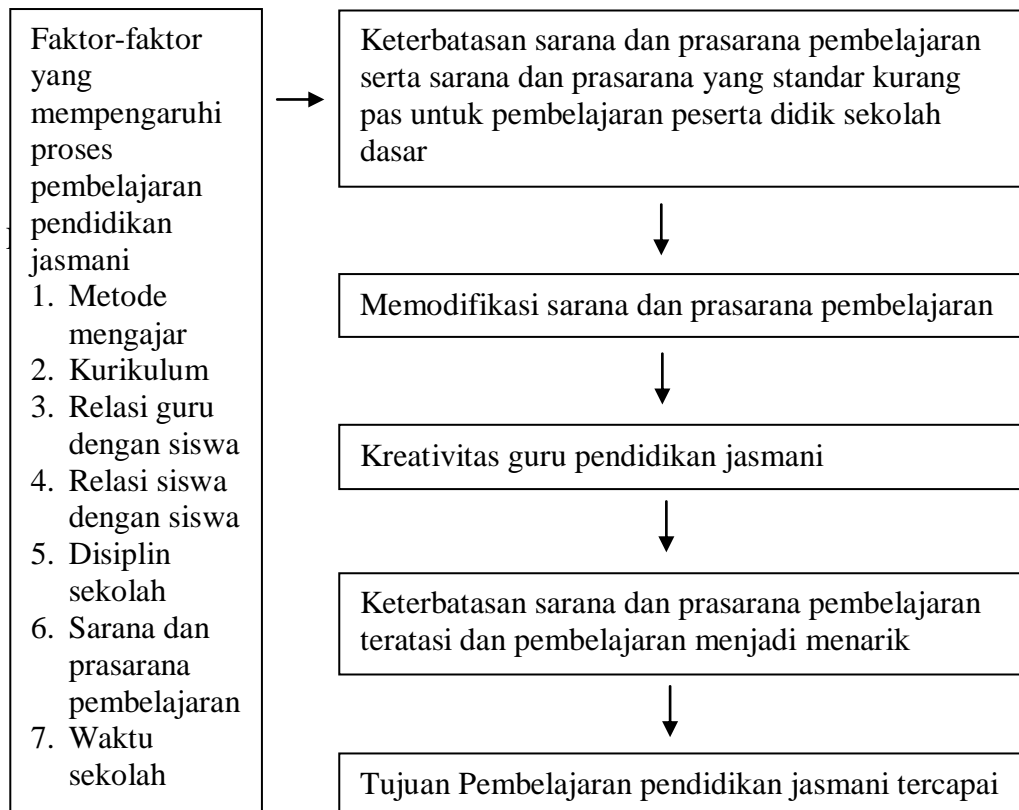 Faktor-faktor
yang
mempengaruhi
proses
pembelajaran
pendidikan
jasmani
1. Metode
mengajar
2. Kurikulum
3. Relasi guru
dengan siswa
4. Relasi siswa
dengan siswa
5. Disiplin
sekolah
6. Sarana dan
prasarana
pembelajaran
7. Waktu
sekolah
Keterbatasan sarana dan prasarana pembelajaran
serta sarana dan prasarana yang standar kurang
pas untuk pembelajaran peserta didik sekolah
dasar
Memodifikasi sarana dan prasarana pembelajaran
Kreativitas guru pendidikan jasmani
Keterbatasan sarana dan prasarana pembelajaran
teratasi dan pembelajaran menjadi menarik
Tujuan Pembelajaran pendidikan jasmani tercapai